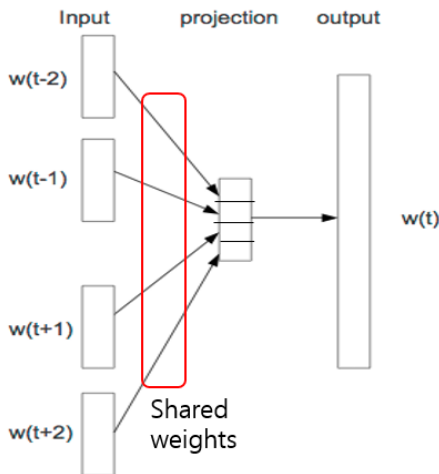 Input
projection
output
w(t-2)
w(t-1)
w(t+1)
w(t+2)
w(t)
Shared
weights